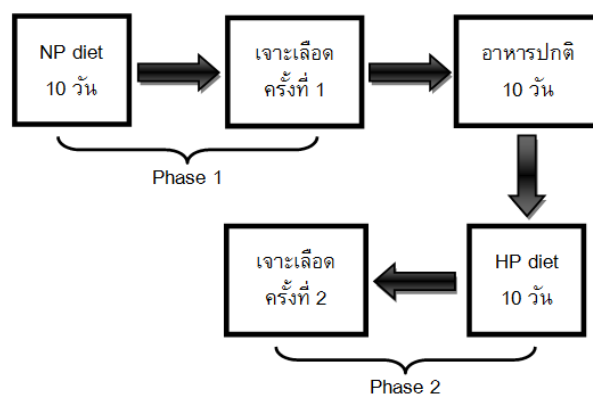 NP diet
10 วัน
เจาะเลือด
ครั้งที่ 1
อาหารปกติ
10 วัน
Phase 1
เจาะเลือด
ครั้งที่ 2
HP diet
10 วัน
Phase 2